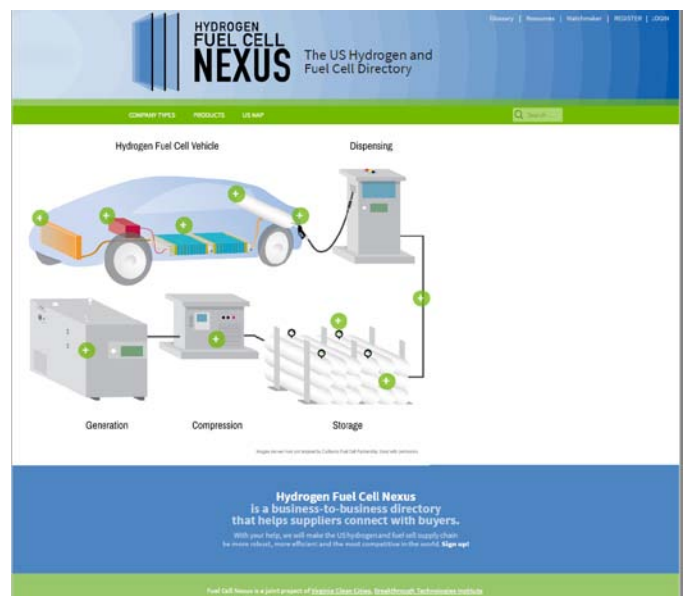 Glossary | Resources | Matchmaker | REGISTER | LOGIN
HYDROGEN
FUEL CELL
NEXUS
The US Hydrogen and
Fuel Cell Directory
COMPANY TYPES PRODUCTS US MAP
Search ...
Hydrogen Fuel Cell Vehicle
Dispensing
Generation
Compression
Storage
Hydrogen Fuel Cell Nexus
is a business-to-business directory
that helps suppliers connect with buyers.
With your help, we will make the US hydrogen and fuel cell supply chain
be more robust, more efficient and the most competitive in the world. Sign up!
Fuel Cell Nexus is a joint project of Virginia Clean Cities, Breakthrough Technologies Institute